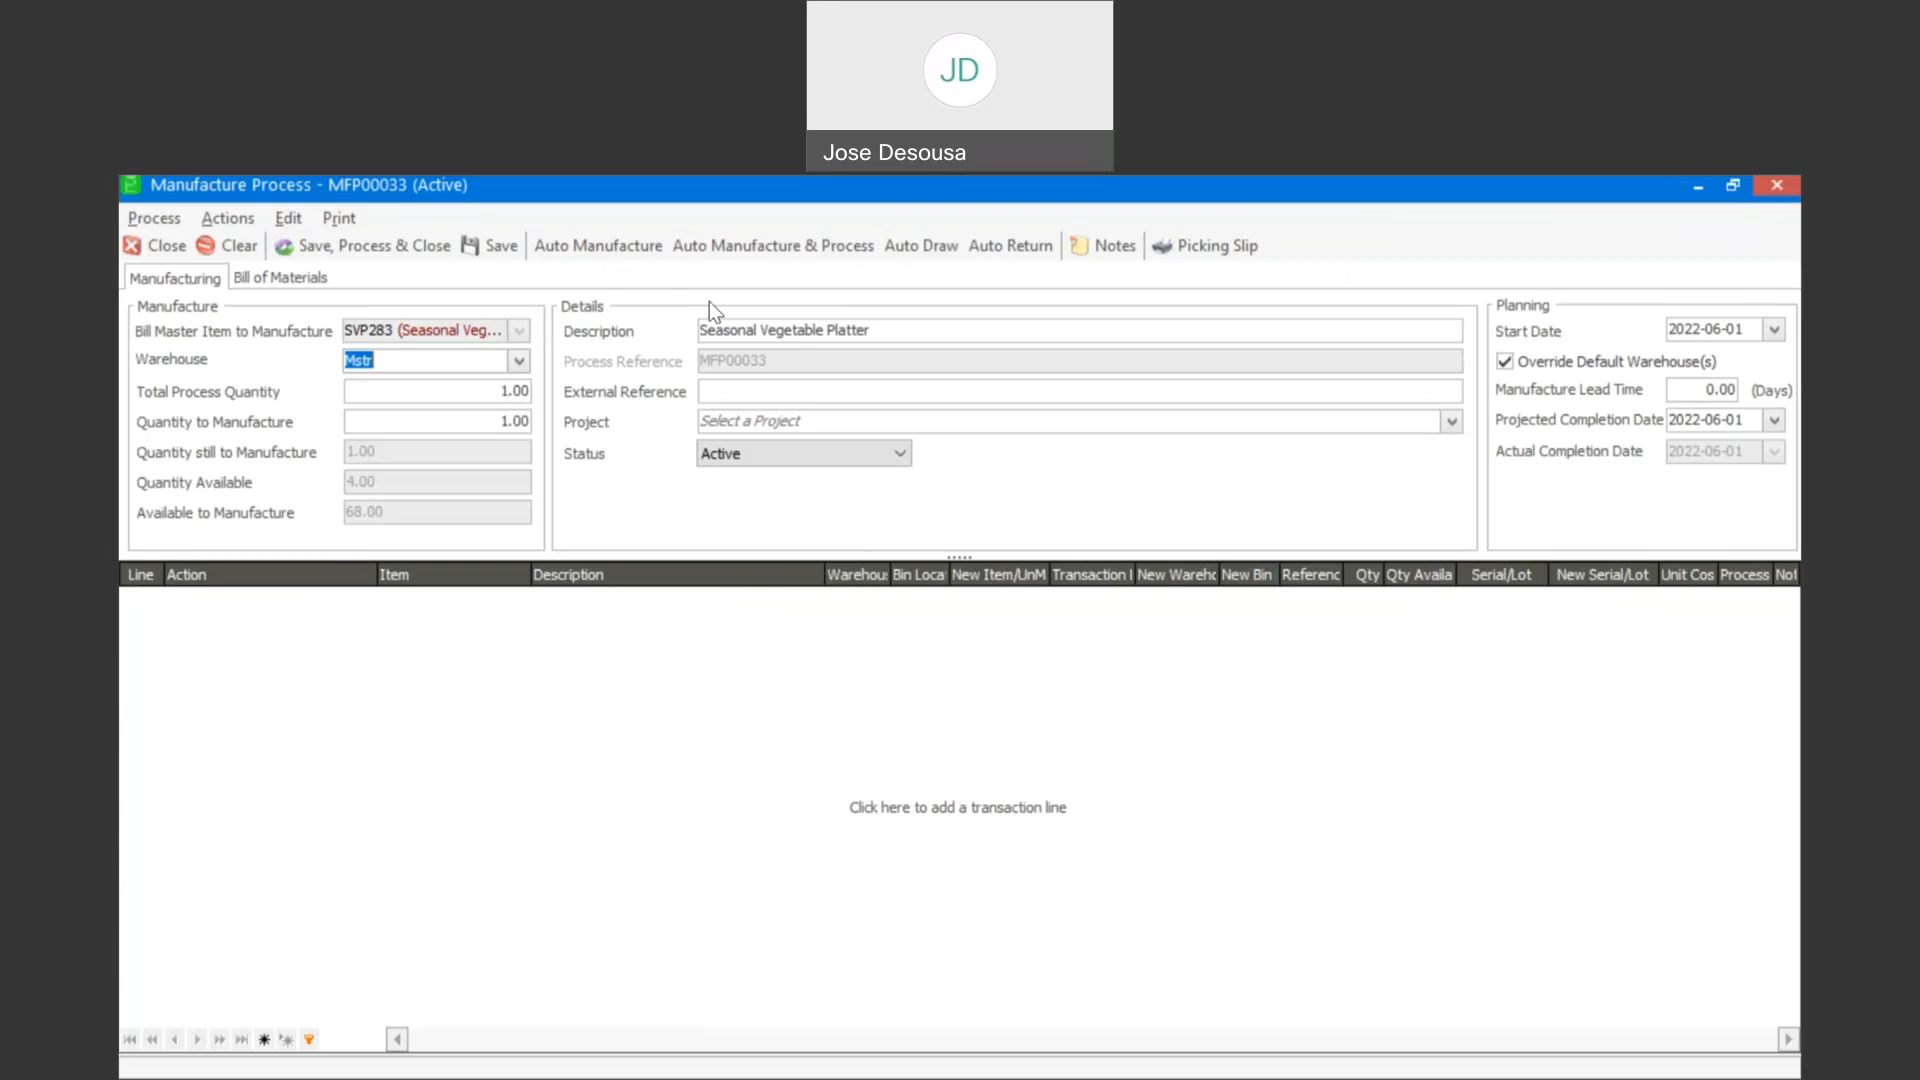 JD
Jose Desousa
Manufacture Process - MFP00033 (Active)
Process Actions Edit Print
Close Clear Save, Process & Close Save Auto Manufacture Auto Manufacture & Process Auto Draw Auto Return Notes Picking Slip
Manufacturing Bill of Materials
Manufacture
Bill Master Item to Manufacture SVP283 (Seasonal Veg...
Warehouse Mstr
Total Process Quantity 1.00
Quantity to Manufacture 1.00
Quantity still to Manufacture 1.00
Quantity Available 4.00
Available to Manufacture 68.00
Details
Description Seasonal Vegetable Platter
Process Reference MFP00033
External Reference
Project Select a Project
Status Active
Planning
Start Date 2022-06-01
Override Default Warehouse(s)
Manufacture Lead Time 0.00 (Days)
Projected Completion Date 2022-06-01
Actual Completion Date 2022-06-01
Line Action Item Description Warehou Bin Loca New Item/UnM Transaction I New Wareho New Bin Referenc Qty Qty Availa Serial/Lot New Serial/Lot Unit Cos Process Not
Click here to add a transaction line